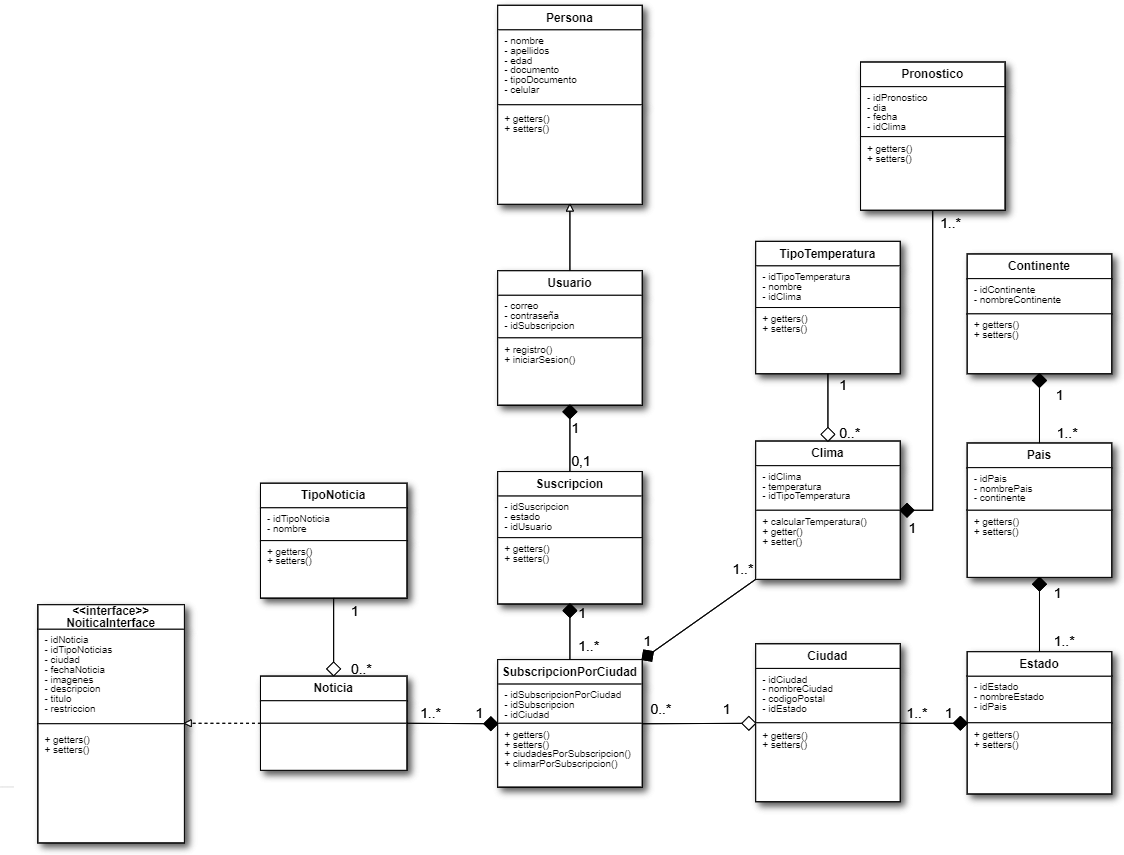 Persona
- nombre
- apellidos
- edad
- documento
- tipoDocumento
- celular
+ getters()
+ setters()
Pronostico
- idPronostico
- dia
- fecha
- idClima
+ getters()
+ setters()
1..*
TipoTemperatura
- idTipoTemperatura
- nombre
- idClima
+ getters()
+ setters()
1
0..*
Continente
- idContinente
- nombreContinente
+ getters()
+ setters()
1
1..*
Usuario
- correo
- contraseña
- idSubscripcion
+ registro()
+ iniciarSesion()
1
0,1
Clima
- idClima
- temperatura
- idTipoTemperatura
+ calcularTemperatura()
+ getter()
+ setter()
1
1..*
1
Pais
- idPais
- nombrePais
- continente
+ getters()
+ setters()
1
1..*
Suscripcion
- idSuscripcion
- estado
- idUsuario
+ getters()
+ setters()
1
1..*
TipoNoticia
- idTipoNoticia
- nombre
+ getters()
+ setters()
1
0..*
<<interface>>
NoiticaInterface
- idNoticia
- idTipoNoticias
- ciudad
- fechaNoticia
- imagenes
- descripcion
- titulo
- restriccion
+ getters()
+ setters()
Noticia
1..*
1
SubscripcionPorCiudad
- idSubscripcionPorCiudad
- idSubscripcion
- idCiudad
+ getters()
+ setters()
+ ciudadesPorSubscripcion()
+ climarPorSubscripcion()
0..*
1
Ciudad
- idCiudad
- nombreCiudad
- codigoPostal
- idEstado
+ getters()
+ setters()
1..*
1
Estado
- idEstado
- nombreEstado
- idPais
+ getters()
+ setters()